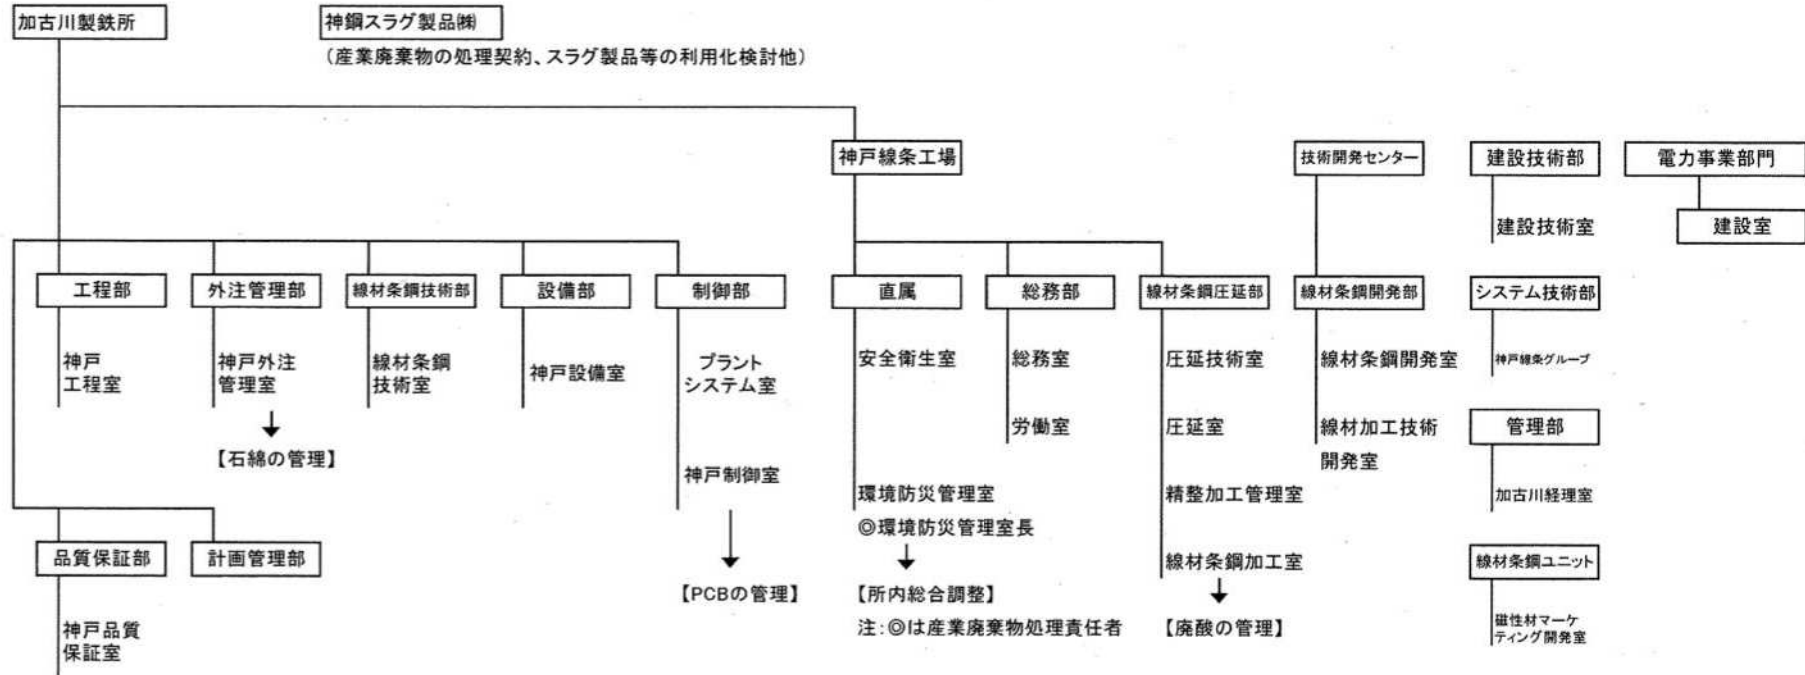 加古川製鉄所
神鋼スラグ製品㈱
（産業廃棄物の処理契約、スラグ製品等の利用化検討他）
神戸線条工場
技術開発センター
建設技術部
電力事業部門
建設技術室
建設室
工程部
外注管理部
線材条鋼技術部
設備部
制御部
直属
総務部
線材条鋼圧延部
線材条鋼開発部
システム技術部
神戸
工程室
神戸外注
管理室
線材条鋼
技術室
神戸設備室
プラント
システム室
安全衛生室
総務室
圧延技術室
線材条鋼開発室
神戸線条グループ
【石綿の管理】
神戸制御室
労働室
圧延室
線材加工技術
開発室
管理部
環境防災管理室
◎環境防災管理室長
精整加工管理室
加古川経理室
品質保証部
計画管理部
線材条鋼加工室
線材条鋼ユニット
【PCBの管理】
【所内総合調整】
注：◎は産業廃棄物処理責任者
【廃酸の管理】
神戸品質
保証室
磁性材マーケ
ティング開発室